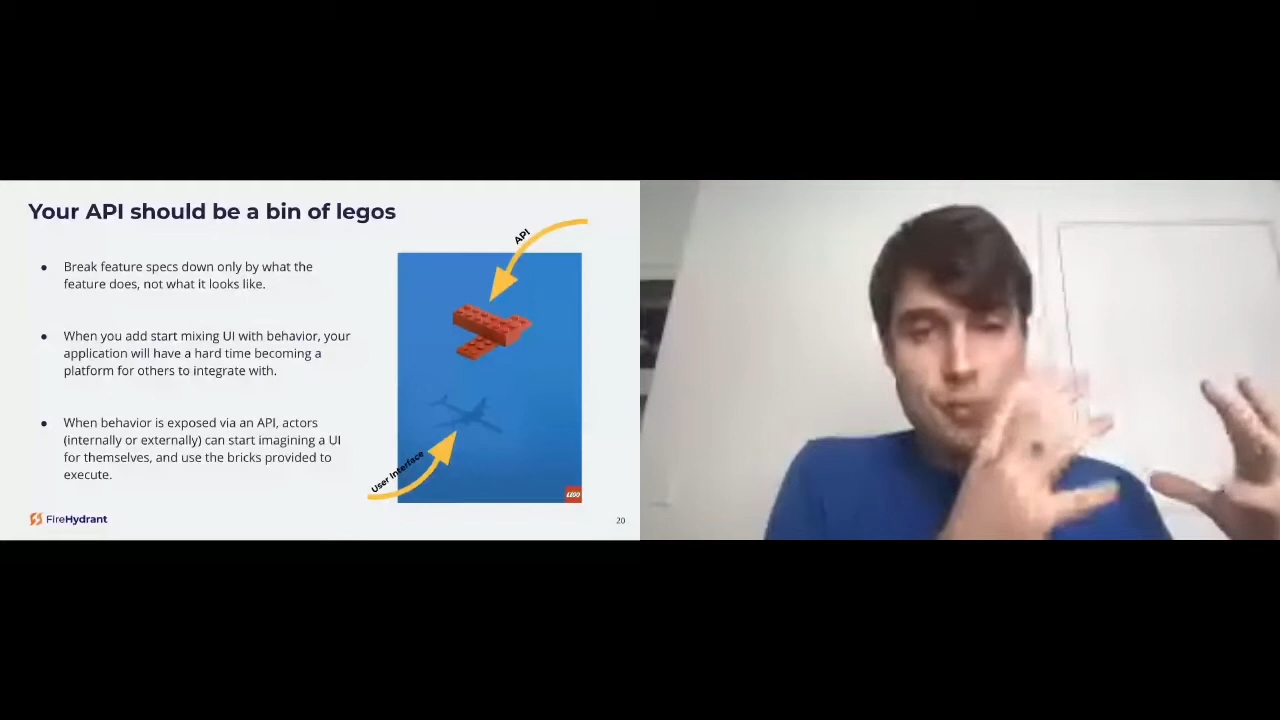 Your API should be a bin of legos
● Break feature specs down only by what the
feature does, not what it looks like.
● When you add start mixing UI with behavior, your
application will have a hard time becoming a
platform for others to integrate with.
● When behavior is exposed via an API, actors
(internally or externally) can start imagining a UI
for themselves, and use the bricks provided to
execute.
API
User Interface
LEGO
FireHydrant
20